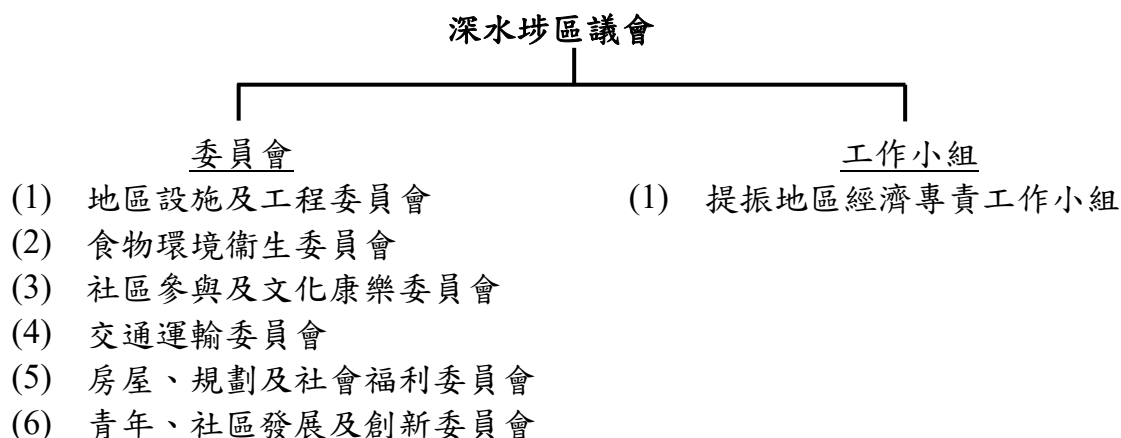 深水埗區議會
委員會
(1) 地區設施及工程委員會
(2) 食物環境衞生委員會
(3) 社區參與及文化康樂委員會
(4) 交通運輸委員會
(5) 房屋、規劃及社會福利委員會
(6) 青年、社區發展及創新委員會
工作小組
(1) 提振地區經濟專責工作小組